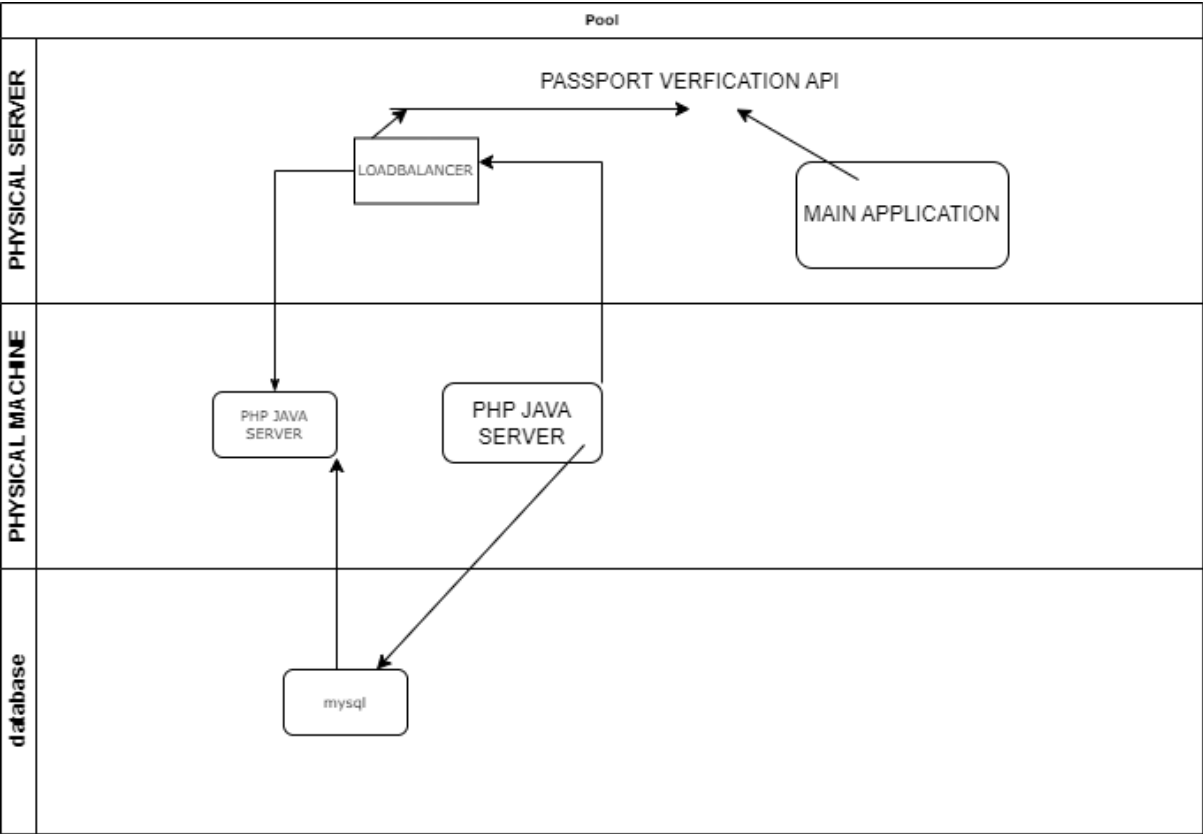 Pool
PHYSICAL SERVER
PASSPORT VERFICATION API
LOADBALANCER
MAIN APPLICATION
PHYSICAL MACHINE
PHP JAVA
SERVER
PHP JAVA
SERVER
database
mysql